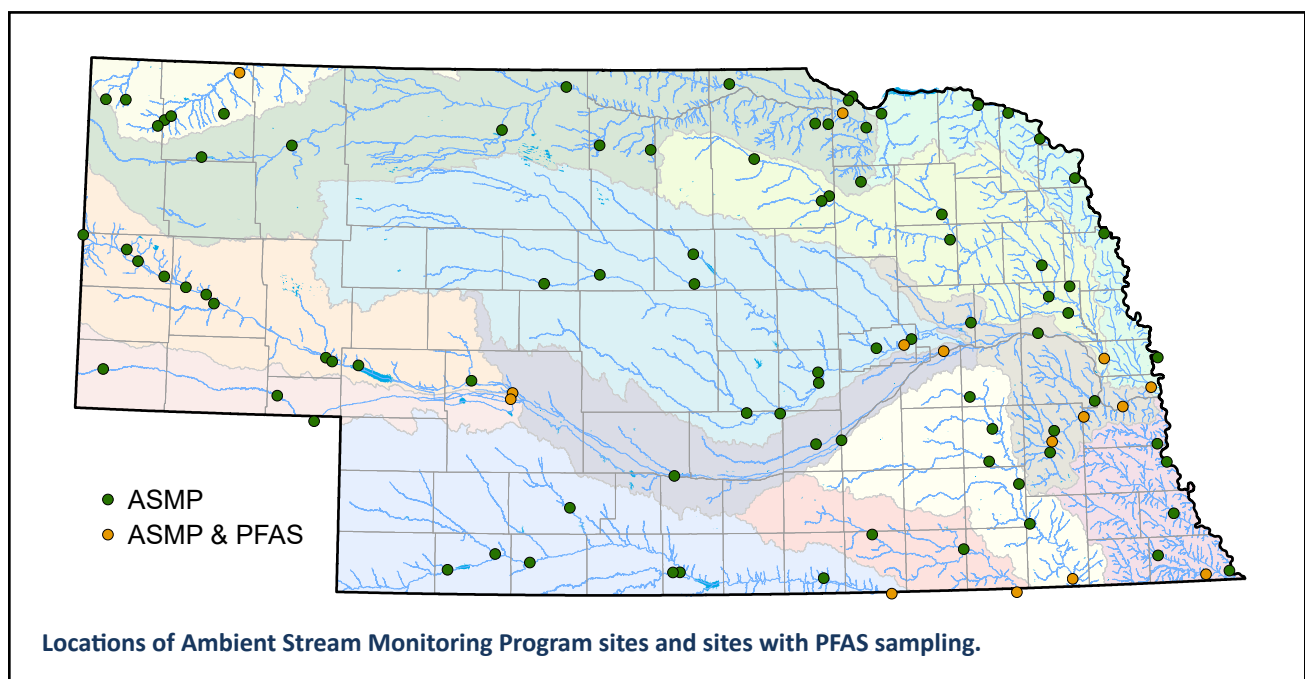 ASMP
ASMP & PFAS
Locations of Ambient Stream Monitoring Program sites and sites with PFAS sampling.